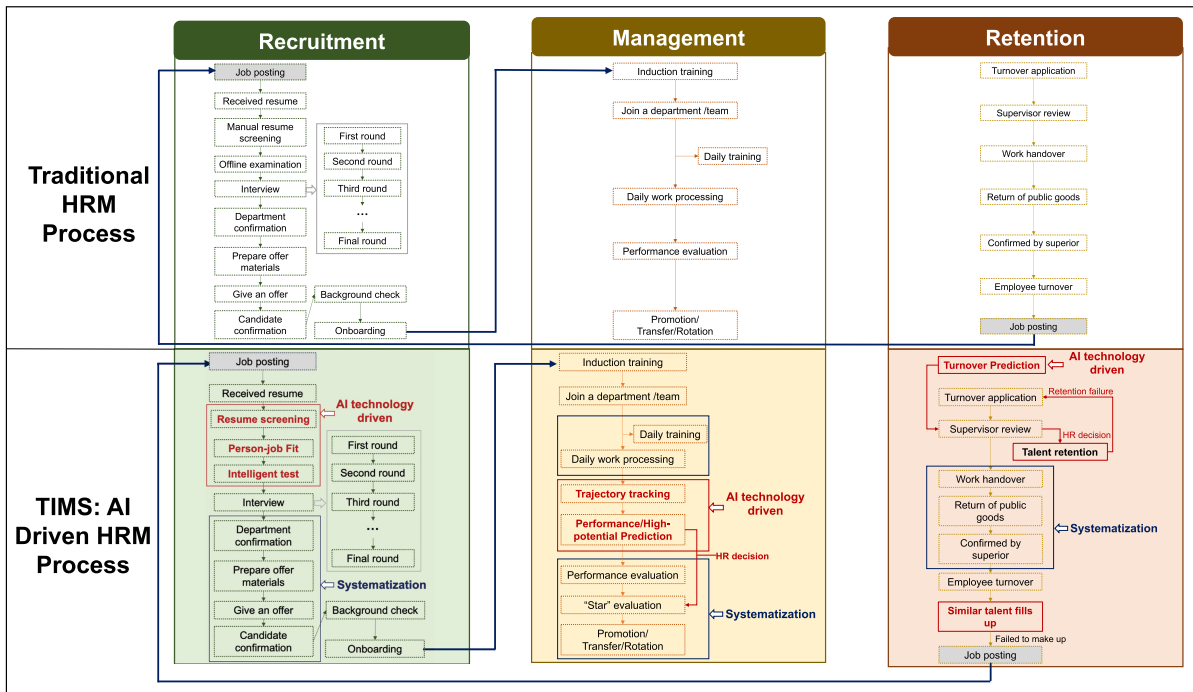 Recruitment
Management
Retention
Traditional
HRM
Process
Job posting
Received resume
Manual resume
screening
Offline examination
Interview
Department
confirmation
Prepare offer
materials
Give an offer
Candidate
confirmation
First round
Second round
Third round
...
Final round
Background check
Onboarding
Induction training
Join a department /team
Daily training
Daily work processing
Performance evaluation
Promotion/
Transfer/Rotation
Turnover application
Supervisor review
Work handover
Return of public goods
Confirmed by superior
Employee turnover
Job posting
TIMS: AI
Driven HRM
Process
Job posting
Received resume
Resume screening
Person-job Fit
Intelligent test
AI technology
driven
Interview
Department
confirmation
Prepare offer
materials
Give an offer
Candidate
confirmation
First round
Second round
Third round
...
Final round
Systematization
Background check
Onboarding
Induction training
Join a department /team
Daily training
Daily work processing
Trajectory tracking
Performance/High-
potential Prediction
AI technology
driven
HR decision
Performance evaluation
“Star” evaluation
Promotion/
Transfer/Rotation
Systematization
Turnover Prediction
AI technology
driven
Retention failure
Turnover application
Supervisor review
HR decision
Talent retention
Work handover
Return of public
goods
Confirmed by
superior
Systematization
Employee turnover
Similar talent fills
up
Failed to make up
Job posting